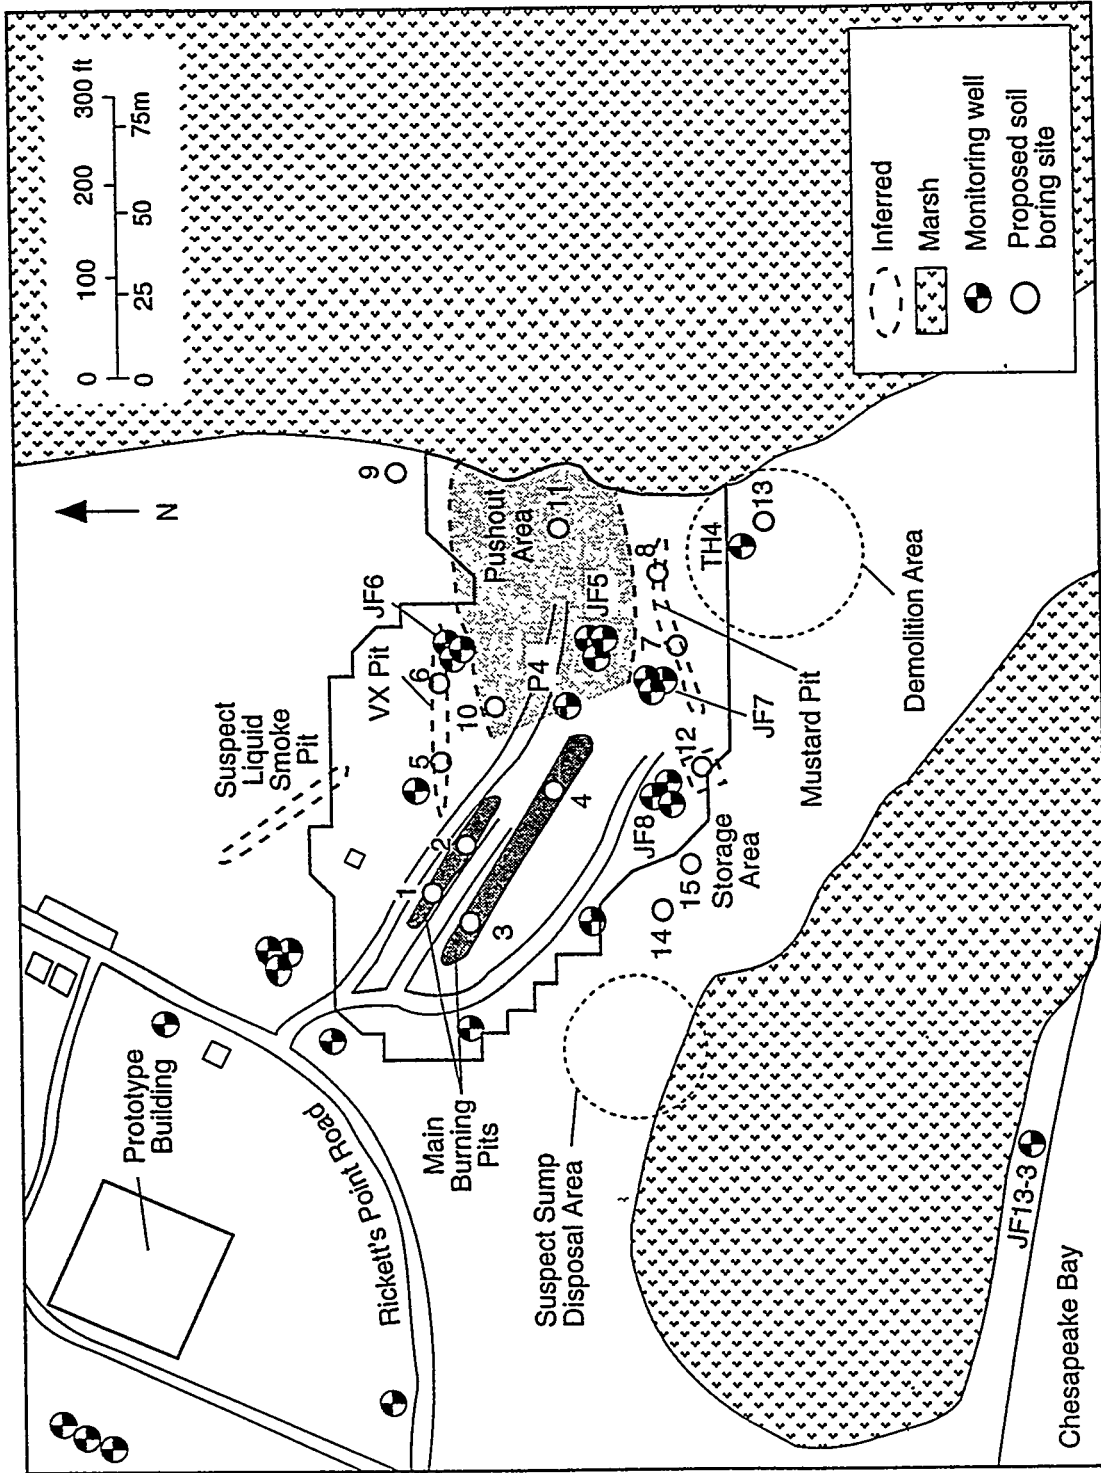 0 100 200 300 ft
0 25 50 75m
N
Prototype
Building
Rickett's Point Road
Suspect
Liquid
Smoke
Pit
VX Pit
JF6
9
5
6
10
1
2
3
4
P4
Pushout
Area
11
JF5
Main
Burning
Pits
JF8
12
7
8
JF7
TH4
13
14
15
Storage
Area
Mustard Pit
Demolition Area
Suspect Sump
Disposal Area
JF13-3
Chesapeake Bay
Inferred
Marsh
Monitoring well
Proposed soil
boring site